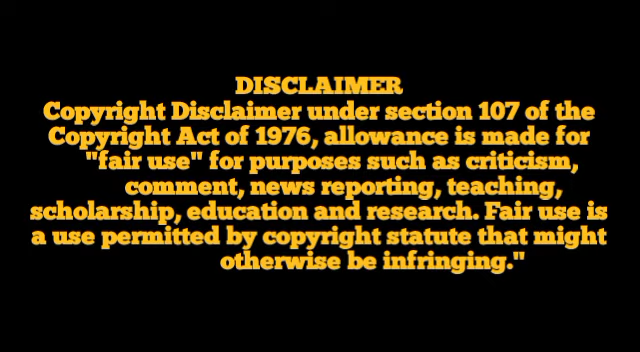 DISCLAIMER
Copyright Disclaimer under section 107 of the
Copyright Act of 1976, allowance is made for
"fair use" for purposes such as criticism,
comment, news reporting, teaching,
scholarship, education and research. Fair use is
a use permitted by copyright statute that might
otherwise be infringing."